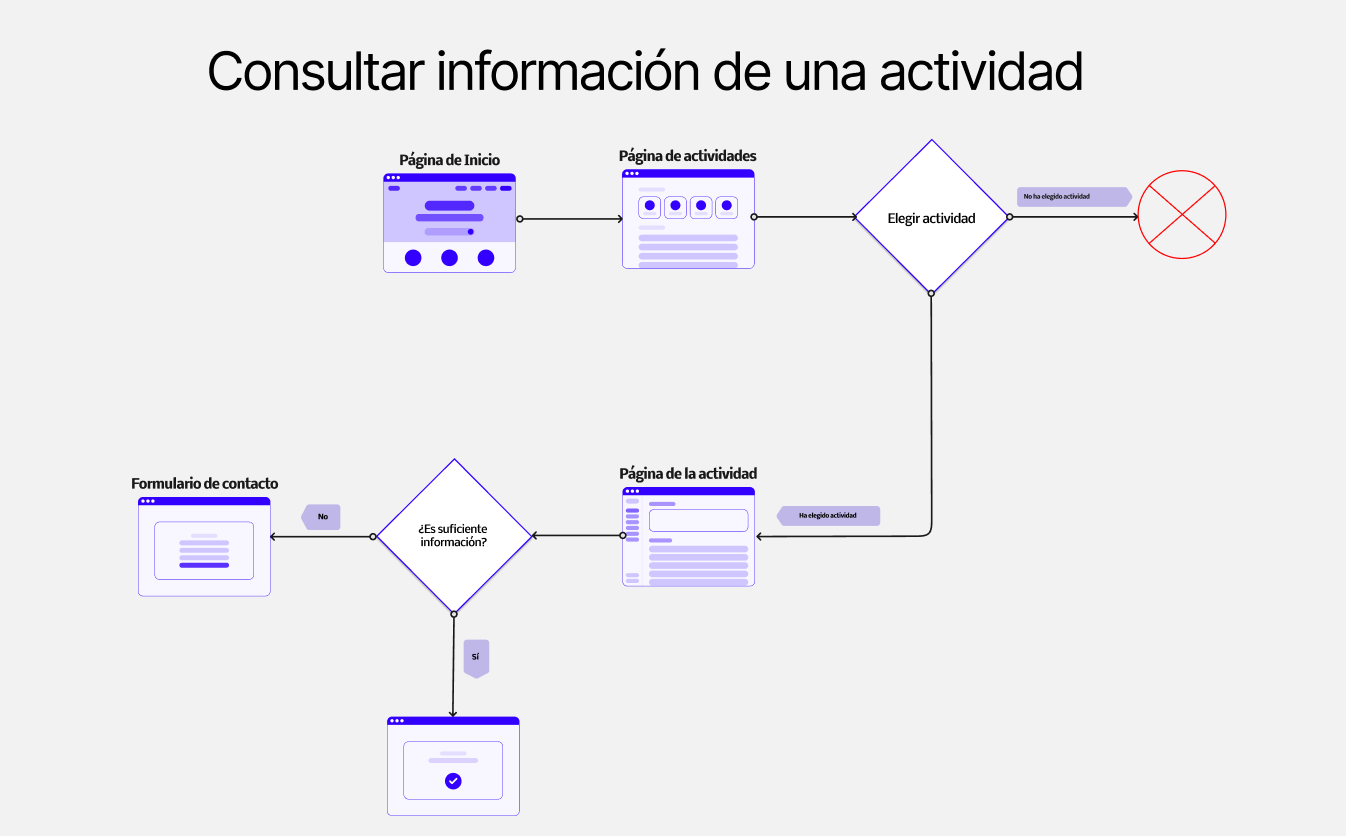 Consultar información de una actividad
Página de Inicio
Página de actividades
Elegir actividad
No ha elegido actividad
Formulario de contacto
No
¿Es suficiente
información?
Página de la actividad
Ha elegido actividad
Sí